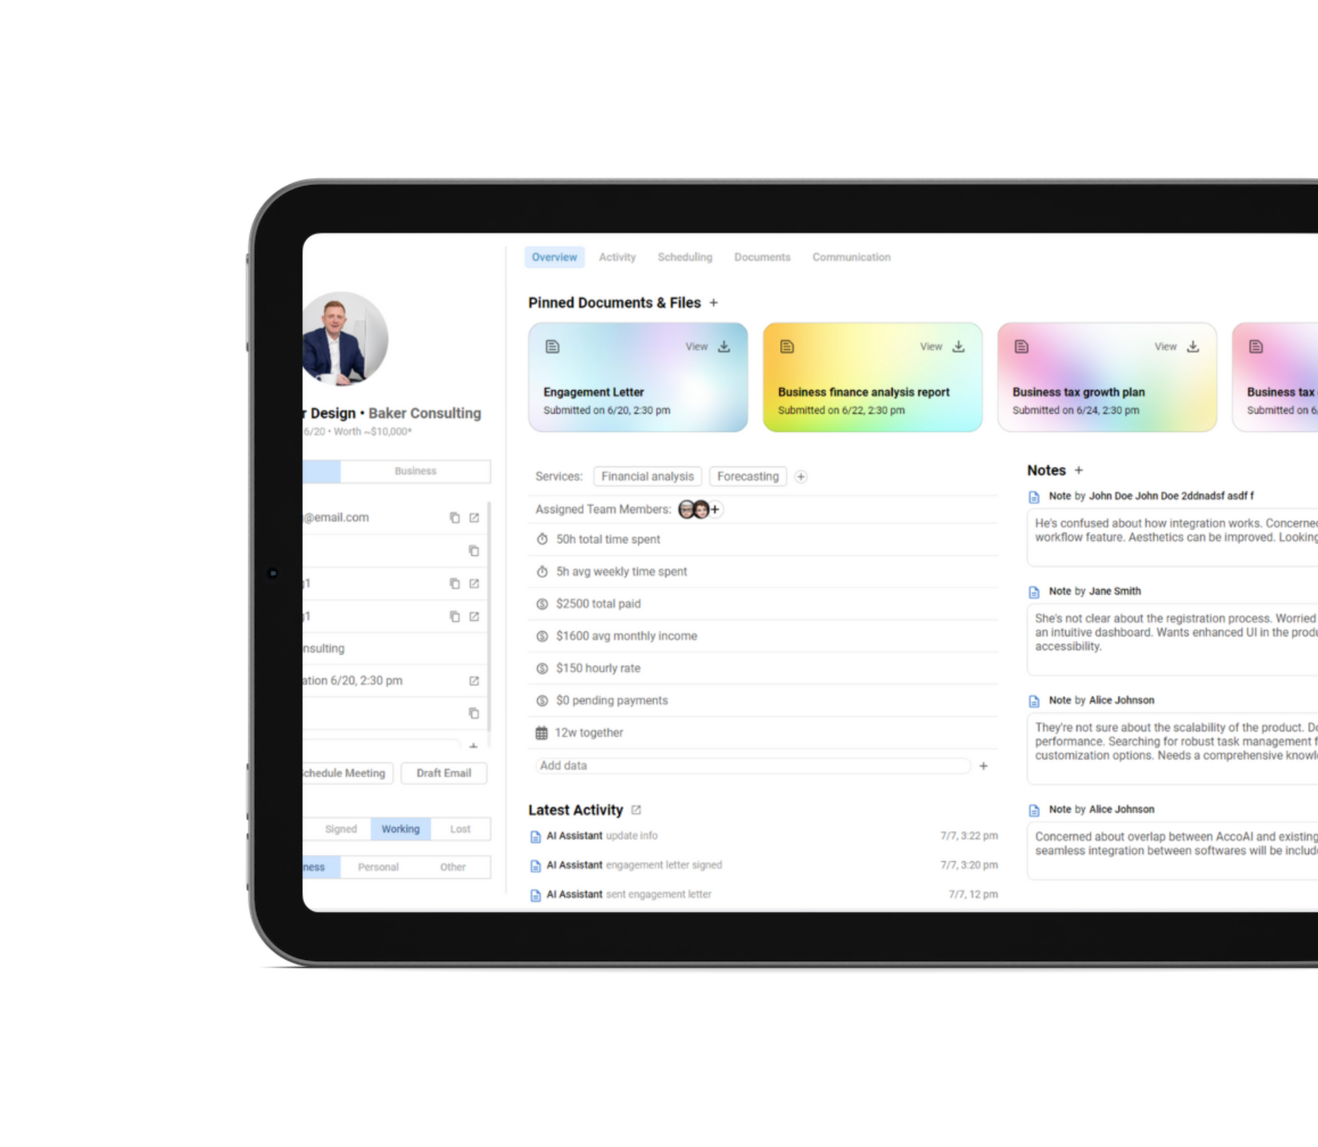 Overview Activity Scheduling Documents Communication
Pinned Documents & Files +
View
Engagement Letter
Submitted on 6/20, 2:30 pm
View
Business finance analysis report
Submitted on 6/22, 2:30 pm
View
Business tax growth plan
Submitted on 6/24, 2:30 pm
Business tax
Submitted on 6
r Design • Baker Consulting
6/20 • Worth ~$10,000*
Business
@email.com
g1
g1
nsulting
ation 6/20, 2:30 pm
+
chedule Meeting Draft Email
Signed Working Lost
ness Personal Other
Services: Financial analysis Forecasting +
Assigned Team Members: +
50h total time spent
5h avg weekly time spent
$2500 total paid
$1600 avg monthly income
$150 hourly rate
$0 pending payments
12w together
Add data +
Latest Activity
AI Assistant update info 7/7, 3:22 pm
AI Assistant engagement letter signed 7/7, 3:20 pm
AI Assistant sent engagement letter 7/7, 12 pm
Notes +
Note by John Doe John Doe 2ddnadsf asdf f
He's confused about how integration works. Concerne
workflow feature. Aesthetics can be improved. Looking
Note by Jane Smith
She's not clear about the registration process. Worried
an intuitive dashboard. Wants enhanced UI in the produ
accessibility.
Note by Alice Johnson
They're not sure about the scalability of the product. Do
performance. Searching for robust task management f
customization options. Needs a comprehensive knowl
Note by Alice Johnson
Concerned about overlap between AccoAI and existing
seamless integration between softwares will be include